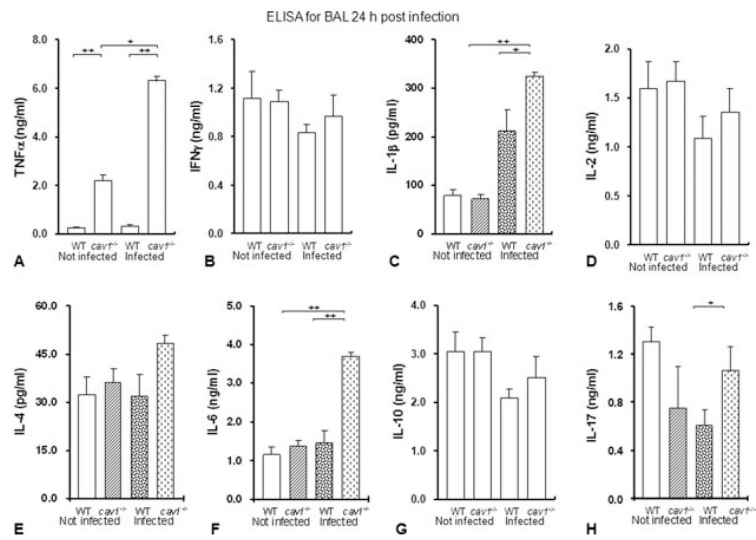 ELISA for BAL 24 h post infection
TNFα (ng/ml)
8.0
6.0
4.0
2.0
0.0
** * **
WT cav1-/- WT cav1-/-
Not infected Infected
A
IFNγ (ng/ml)
1.6
1.2
0.8
0.4
0.0
WT cav1-/- WT cav1-/-
Not infected Infected
B
IL-1β (pg/ml)
400
300
200
100
0
**
*
WT cav1-/- WT cav1-/-
Not infected Infected
C
IL-2 (ng/ml)
2.0
1.5
1.0
0.5
0.0
WT cav1-/- WT cav1-/-
Not infected Infected
D
IL-4 (pg/ml)
60.0
45.0
30.0
15.0
0.0
WT cav1-/- WT cav1-/-
Not infected Infected
E
IL-6 (ng/ml)
5.0
4.0
3.0
2.0
1.0
0.0
**
**
WT cav1-/- WT cav1-/-
Not infected Infected
F
IL-10 (ng/ml)
4.0
3.0
2.0
1.0
0.0
WT cav1-/- WT cav1-/-
Not infected Infected
G
IL-17 (ng/ml)
1.6
1.2
0.8
0.4
0.0
*
WT cav1-/- WT cav1-/-
Not infected Infected
H